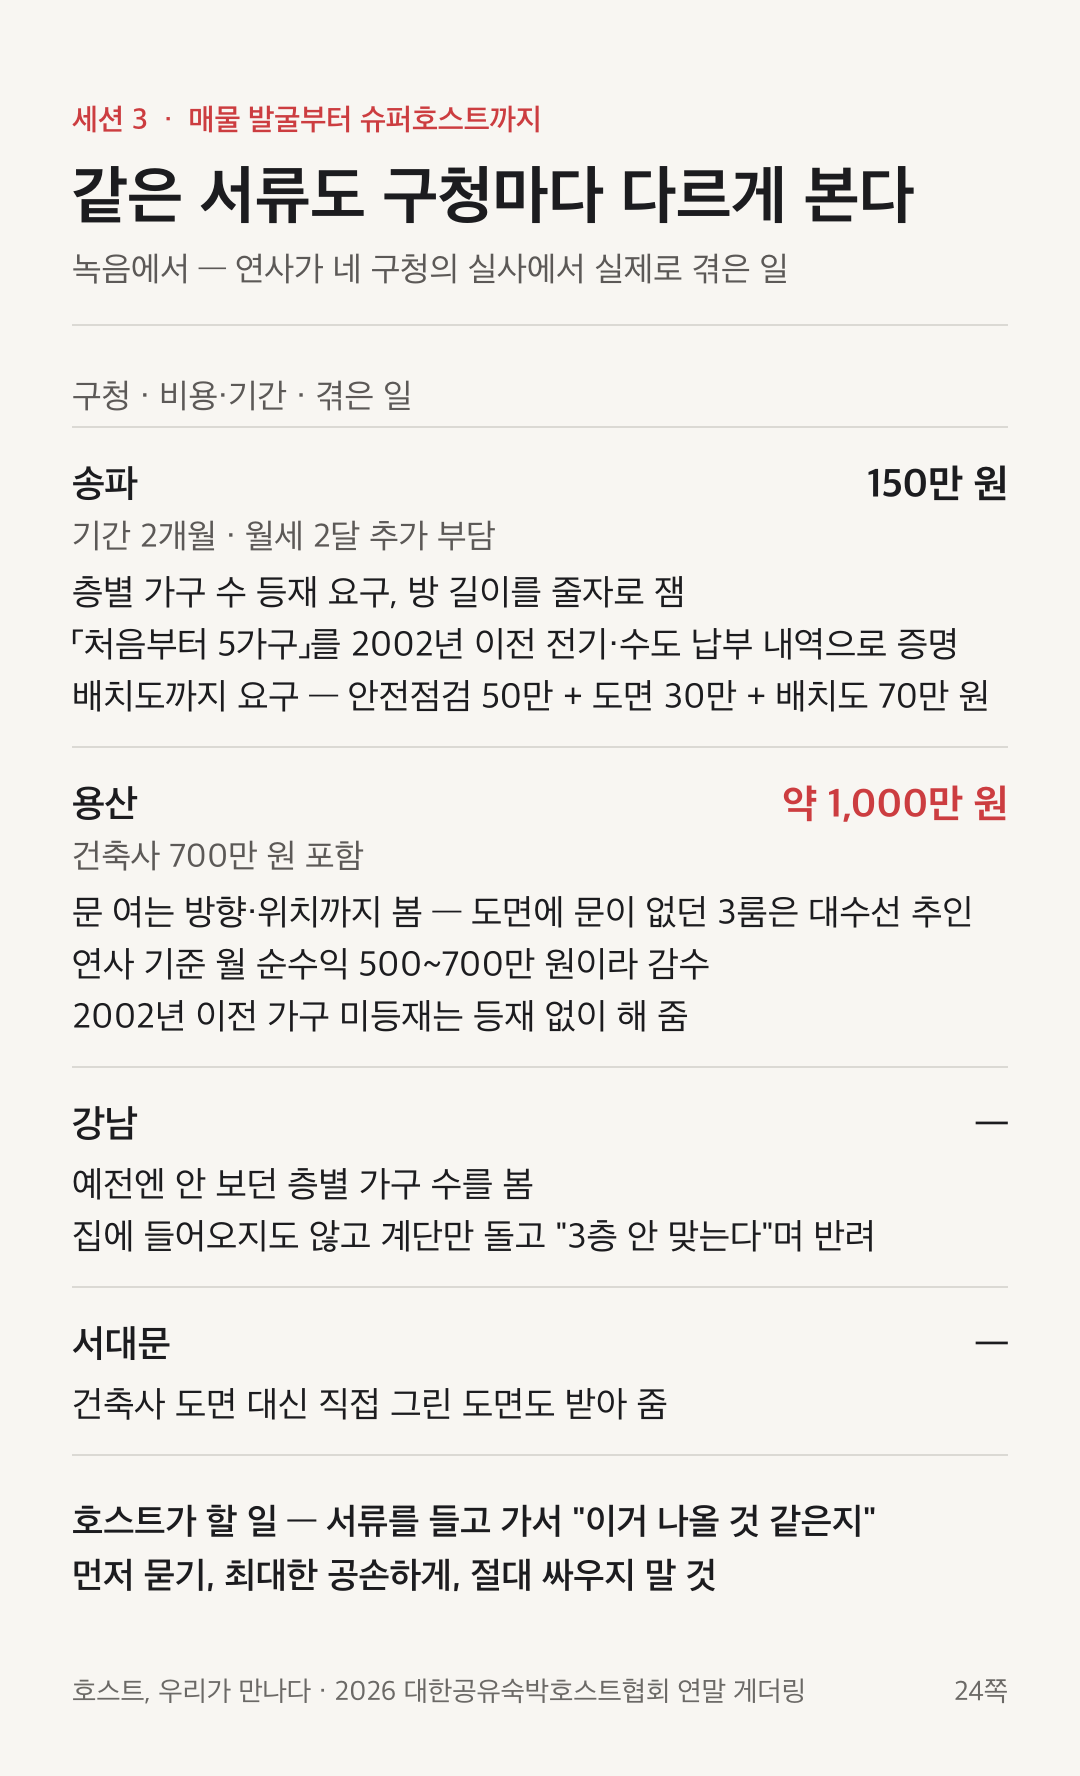 세션 3 · 매물 발굴부터 슈퍼호스트까지
같은 서류도 구청마다 다르게 본다
녹음에서 — 연사가 네 구청의 실사에서 실제로 겪은 일
구청 · 비용·기간 · 겪은 일
송파 150만 원
기간 2개월 · 월세 2달 추가 부담
층별 가구 수 등재 요구, 방 길이를 줄자로 잼
「처음부터 5가구」를 2002년 이전 전기·수도 납부 내역으로 증명
배치도까지 요구 — 안전점검 50만 + 도면 30만 + 배치도 70만 원
용산 약 1,000만 원
건축사 700만 원 포함
문 여는 방향·위치까지 봄 — 도면에 문이 없던 3룸은 대수선 추인
연사 기준 월 순수익 500~700만 원이라 감수
2002년 이전 가구 미등재는 등재 없이 해 줌
강남 —
예전엔 안 보던 층별 가구 수를 봄
집에 들어오지도 않고 계단만 돌고 "3층 안 맞는다"며 반려
서대문 —
건축사 도면 대신 직접 그린 도면도 받아 줌
호스트가 할 일 — 서류를 들고 가서 "이거 나올 것 같은지"
먼저 묻기, 최대한 공손하게, 절대 싸우지 말 것
호스트, 우리가 만나다 · 2026 대한공유숙박호스트협회 연말 게더링 24쪽